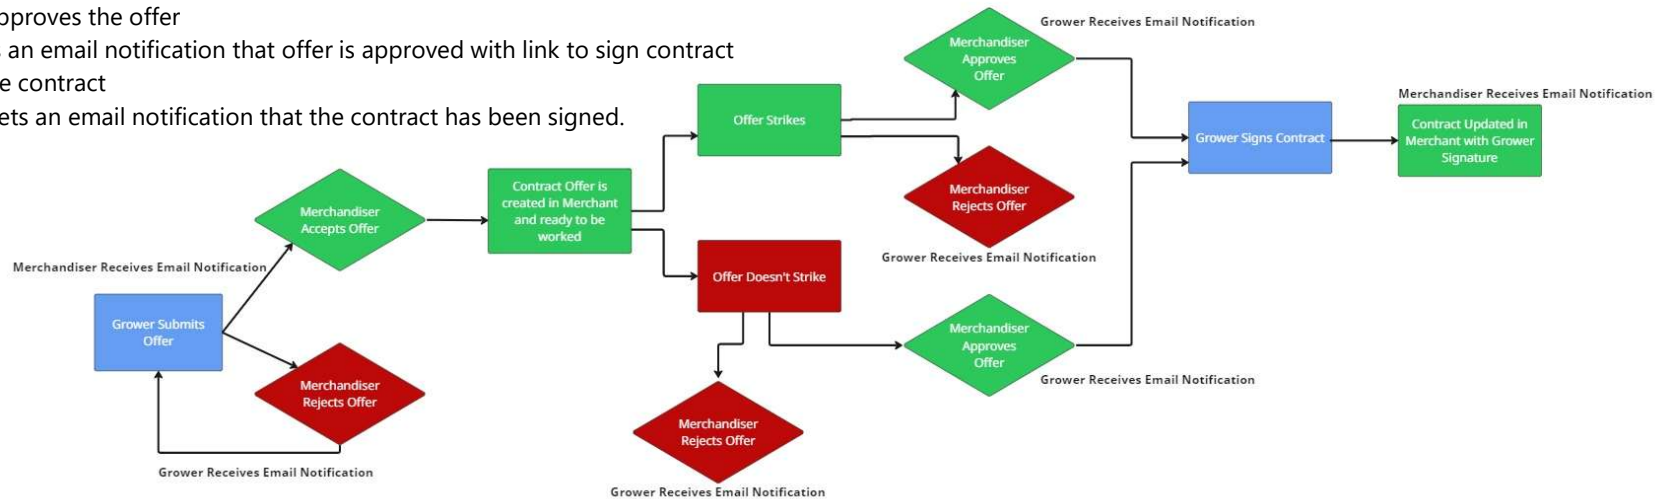 pproves the offer
an email notification that offer is approved with link to sign contract
e contract
ets an email notification that the contract has been signed.
Grower Receives Email Notification
Merchandiser
Approves
Offer
Merchandiser Receives Email Notification
Offer Strikes
Grower Signs Contract
Contract Updated in
Merchant with Grower
Signature
Merchandiser
Rejects Offer
Grower Receives Email Notification
Contract Offer is
created in Merchant
and ready to be
worked
Merchandiser
Accepts Offer
Merchandiser Receives Email Notification
Offer Doesn't Strike
Grower Submits
Offer
Merchandiser
Approves
Offer
Grower Receives Email Notification
Merchandiser
Rejects Offer
Grower Receives Email Notification
Merchandiser
Rejects Offer
Grower Receives Email Notification